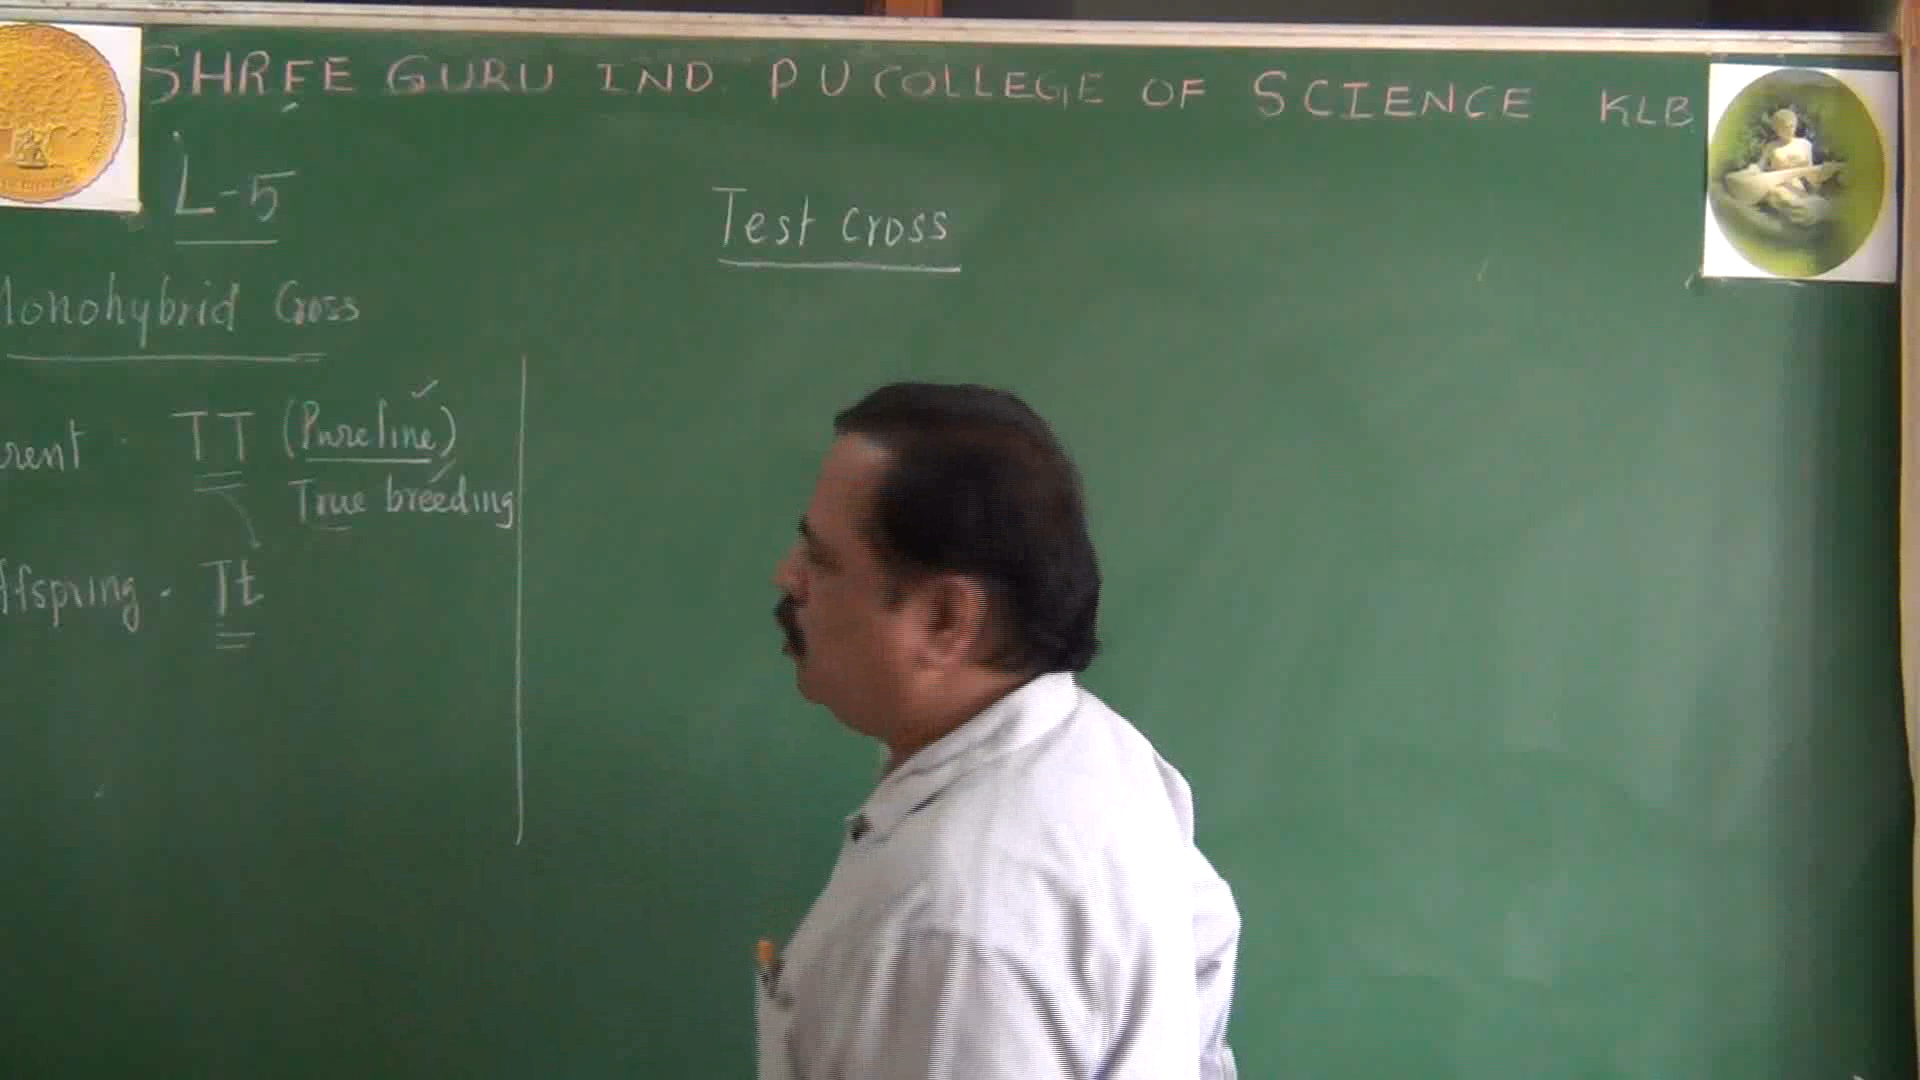 SHREE GURU IND PU COLLEGE OF SCIENCE KLB
L-5
Test cross
Monohybrid Cross
rent . TT (Pureline)
True breeding
ffspring . Tt